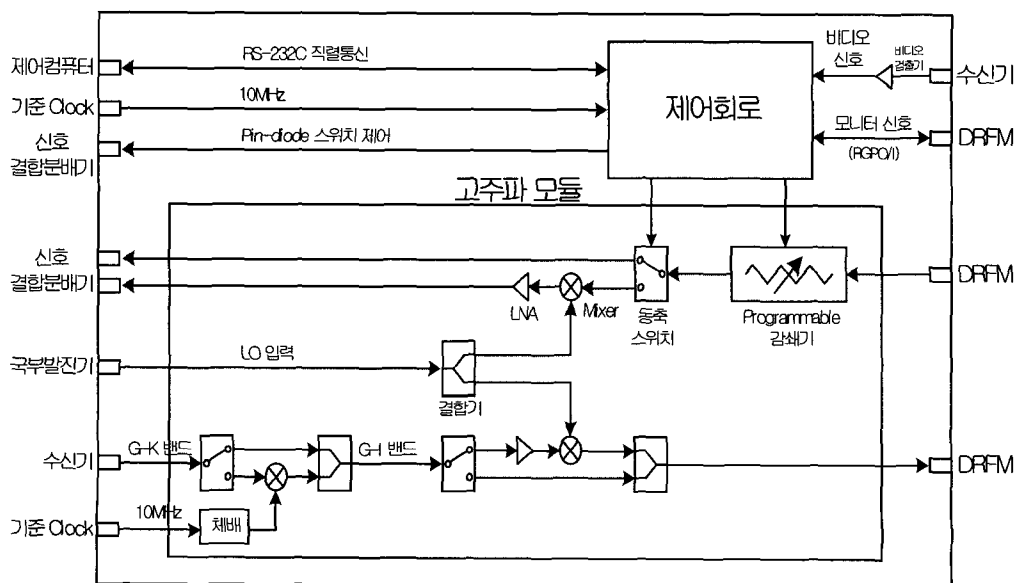 제어컴퓨터
RS-232C 직렬통신
비디오
신호
비디오
검출기
수신기
기준 Clock
10MHz
제어회로
신호
결합분배기
Pin-diode 스위치 제어
모니터 신호
(RGPO/I)
DRFM
고주파 모듈
신호
결합분배기
DRFM
LNA
Mixer
동축
스위치
Programmable
감쇄기
국부발진기
LO 입력
결합기
수신기
G-K 밴드
G-I 밴드
DRFM
기준 Clock
10MHz
체배